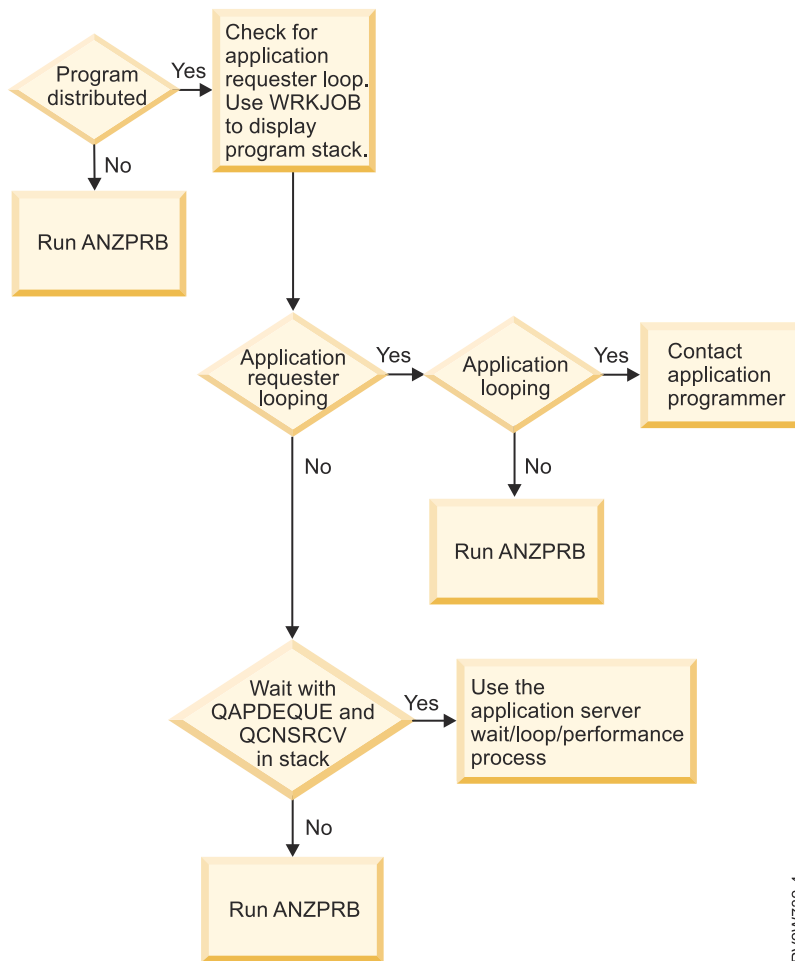 Program
distributed
Yes
Check for
application
requester loop.
Use WRKJOB
to display
program stack.
No
Run ANZPRB
Application
requester
looping
Yes
Application
looping
Yes
Contact
application
programmer
No
No
Run ANZPRB
Wait with
QAPDEQUE and
QCNSRCV
in stack
Yes
Use the
application server
wait/loop/performance
process
No
Run ANZPRB